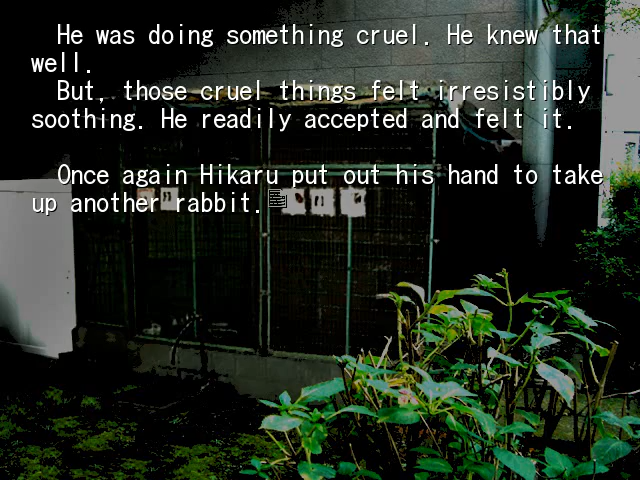 He was doing something cruel. He knew that
well.
But, those cruel things felt irresistibly
soothing. He readily accepted and felt it.
Once again Hikaru put out his hand to take
up another rabbit.